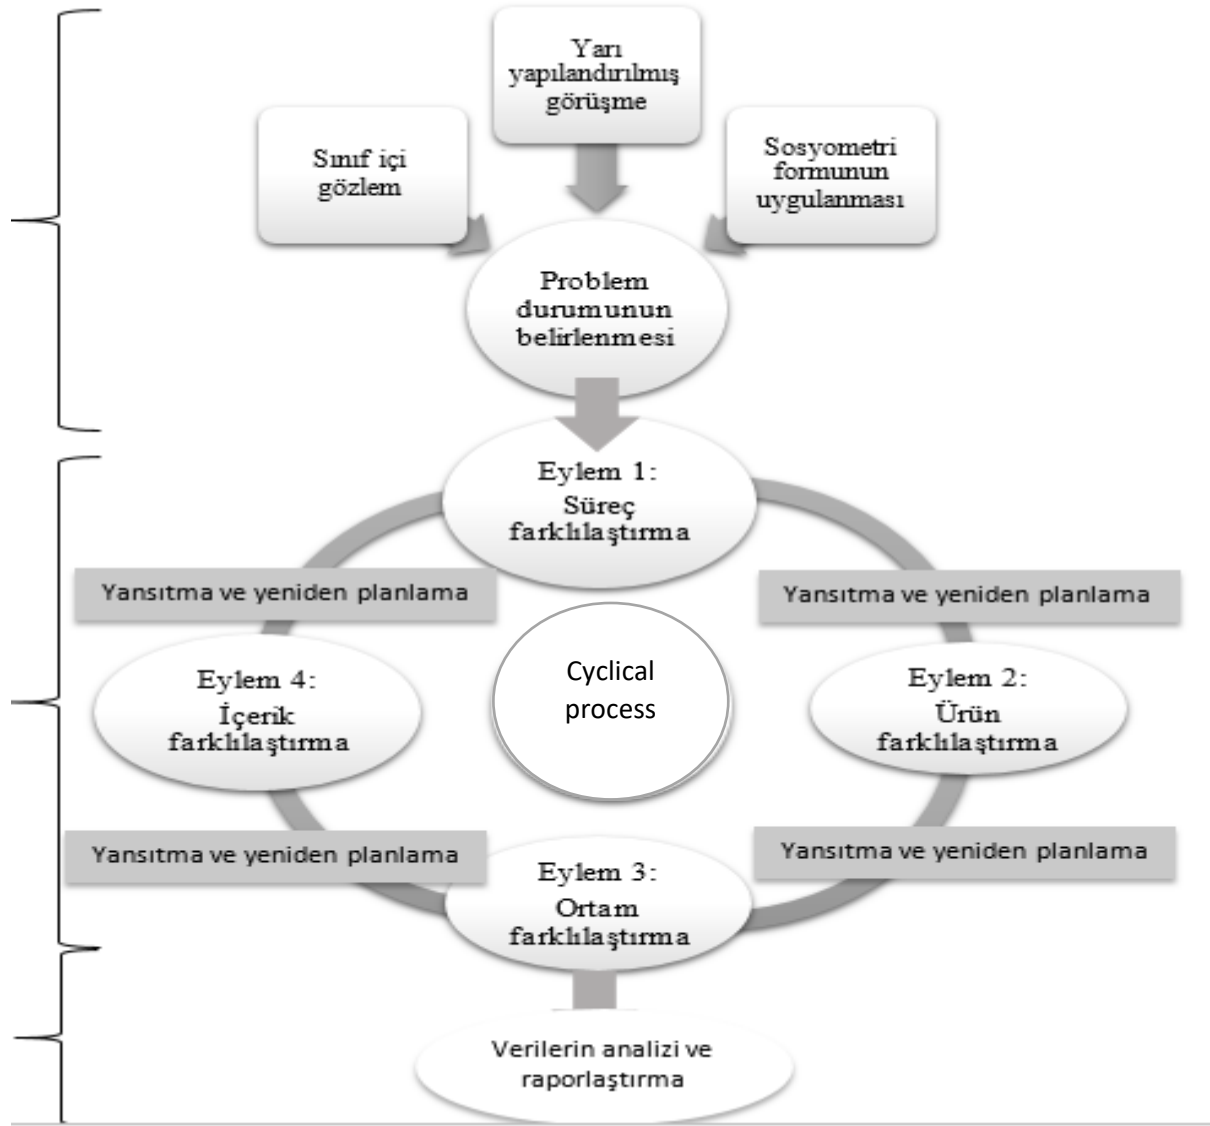 Yarı
yapılandırılmış
görüşme
Sınıf içi
gözlem
Sosyometri
formunun
uygulanması
Problem
durumunun
belirlenmesi
Eylem 1:
Süreç
farklılaştırma
Yansıtma ve yeniden planlama
Yansıtma ve yeniden planlama
Cyclical
process
Eylem 4:
İçerik
farklılaştırma
Eylem 2:
Ürün
farklılaştırma
Yansıtma ve yeniden planlama
Yansıtma ve yeniden planlama
Eylem 3:
Ortam
farklılaştırma
Verilerin analizi ve
raporlaştırma